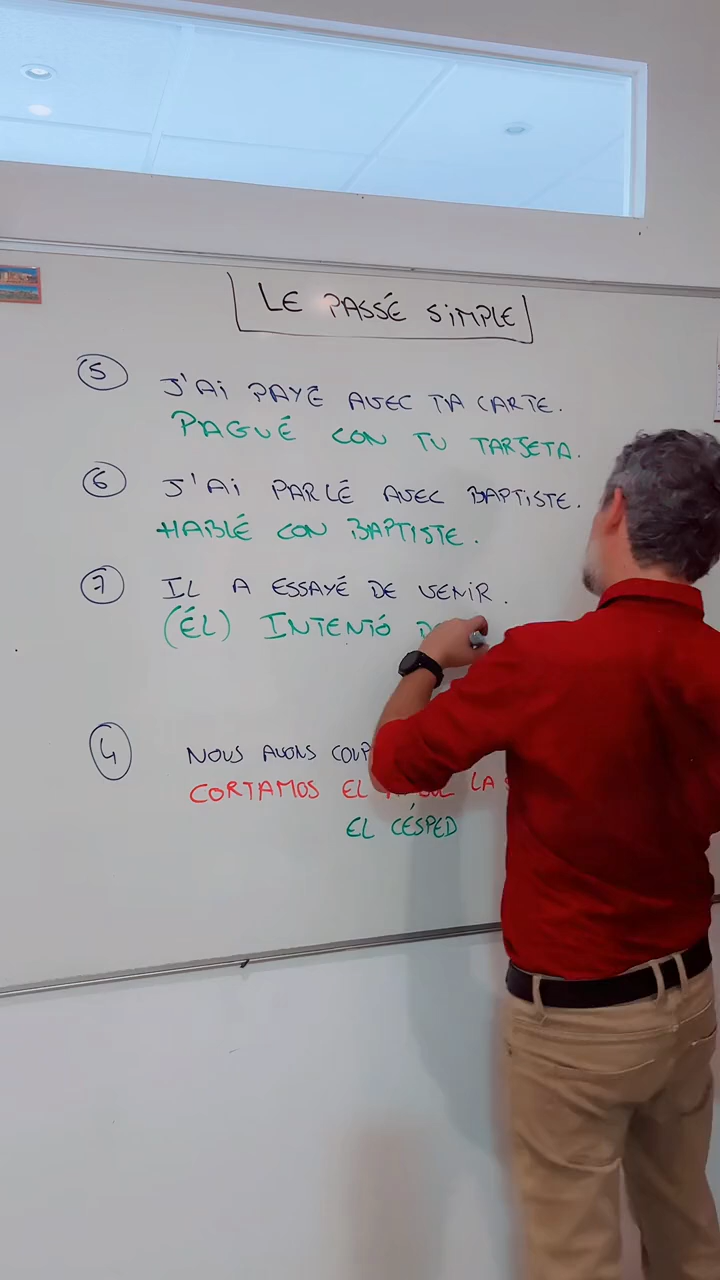 LE PASSÉ SIMPLE
5 J'AI PAYÉ AVEC TA CARTE.
PAGUÉ CON TU TARJETA.
6 J'AI PARLÉ AVEC BAPTISTE.
HABLÉ CON BAPTISTE.
7 IL A ESSAYÉ DE VENIR.
(ÉL) INTENTÓ
4 NOUS AVONS
CORTAMOS EL LA
EL CÉSPED